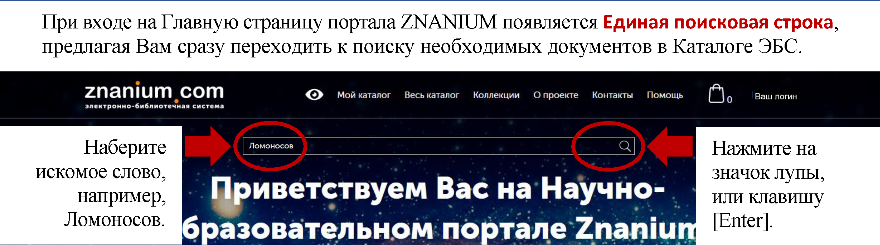 При входе на Главную страницу портала ZNANIUM появляется Единая поисковая строка,
предлагая Вам сразу переходить к поиску необходимых документов в Каталоге ЭБС.
znanium.com
электронно-библиотечная система
Мой каталог Весь каталог Коллекции О проекте Контакты Помощь 0 Ваш логин
Наберите
искомое слово,
например,
Ломоносов.
Ломоносов
Нажмите на
значок лупы,
или клавишу
[Enter].
Приветствуем Вас на Научно-
бразовательном портале Znanium